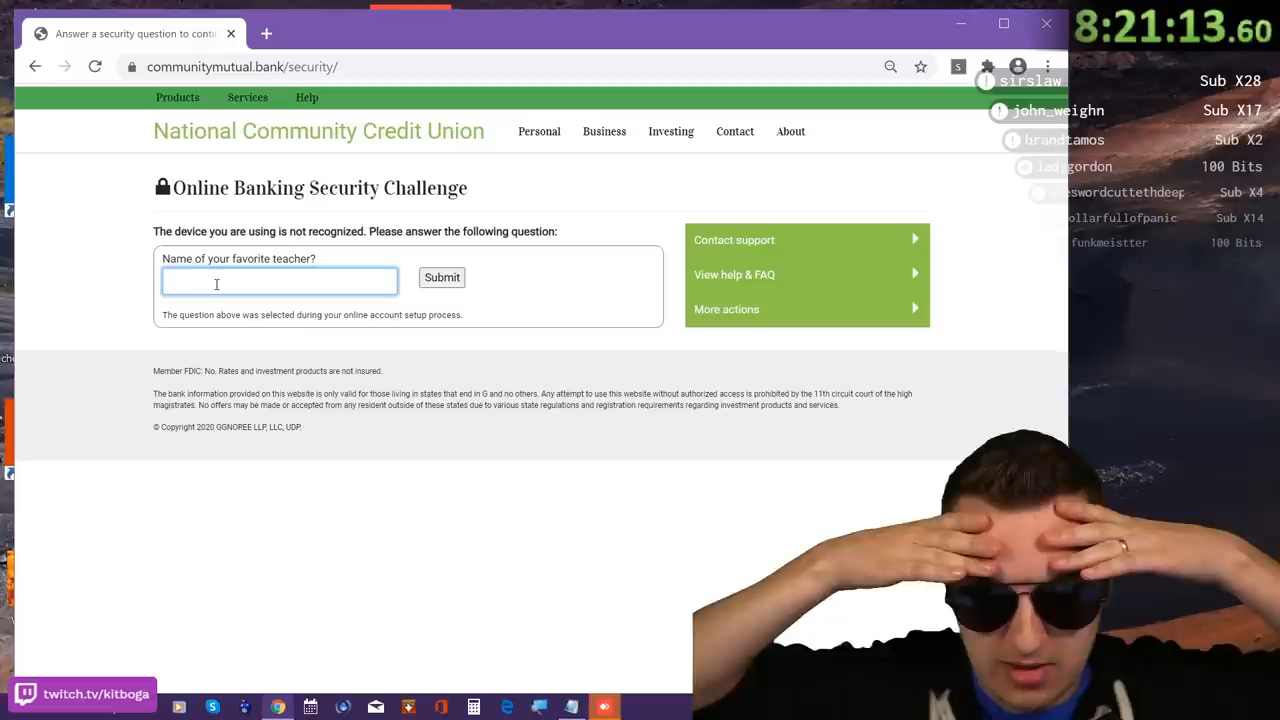 Answer a security question to conti
8:21:13.60
communitymutual.bank/security/
S
sirslaw Sub X28
john_weighn Sub X17
brandtamos Sub X2
ladygordon 100 Bits
Sub X4
ollarfullofpanic Sub X14
funkmeistter 100 Bits
Products Services Help
National Community Credit Union
Personal Business Investing Contact About
Online Banking Security Challenge
The device you are using is not recognized. Please answer the following question:
Name of your favorite teacher?
Submit
The question above was selected during your online account setup process.
Contact support
View help & FAQ
More actions
Member FDIC: No. Rates and investment products are not insured.
The bank information provided on this website is only valid for those living in states that end in G and no others. Any attempt to use this website without authorized access is prohibited by the 11th circuit court of the high
magistrates. No offers may be made or accepted from any resident outside of these states due to various state regulations and registration requirements regarding investment products and services.
© Copyright 2020 GGNOREE LLP, LLC, UDP.
twitch.tv/kitboga